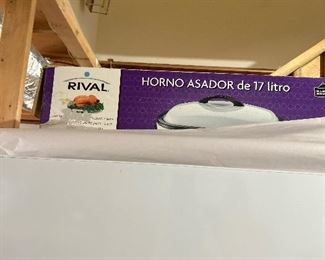 RIVAL
HORNO ASADOR de 17 litro